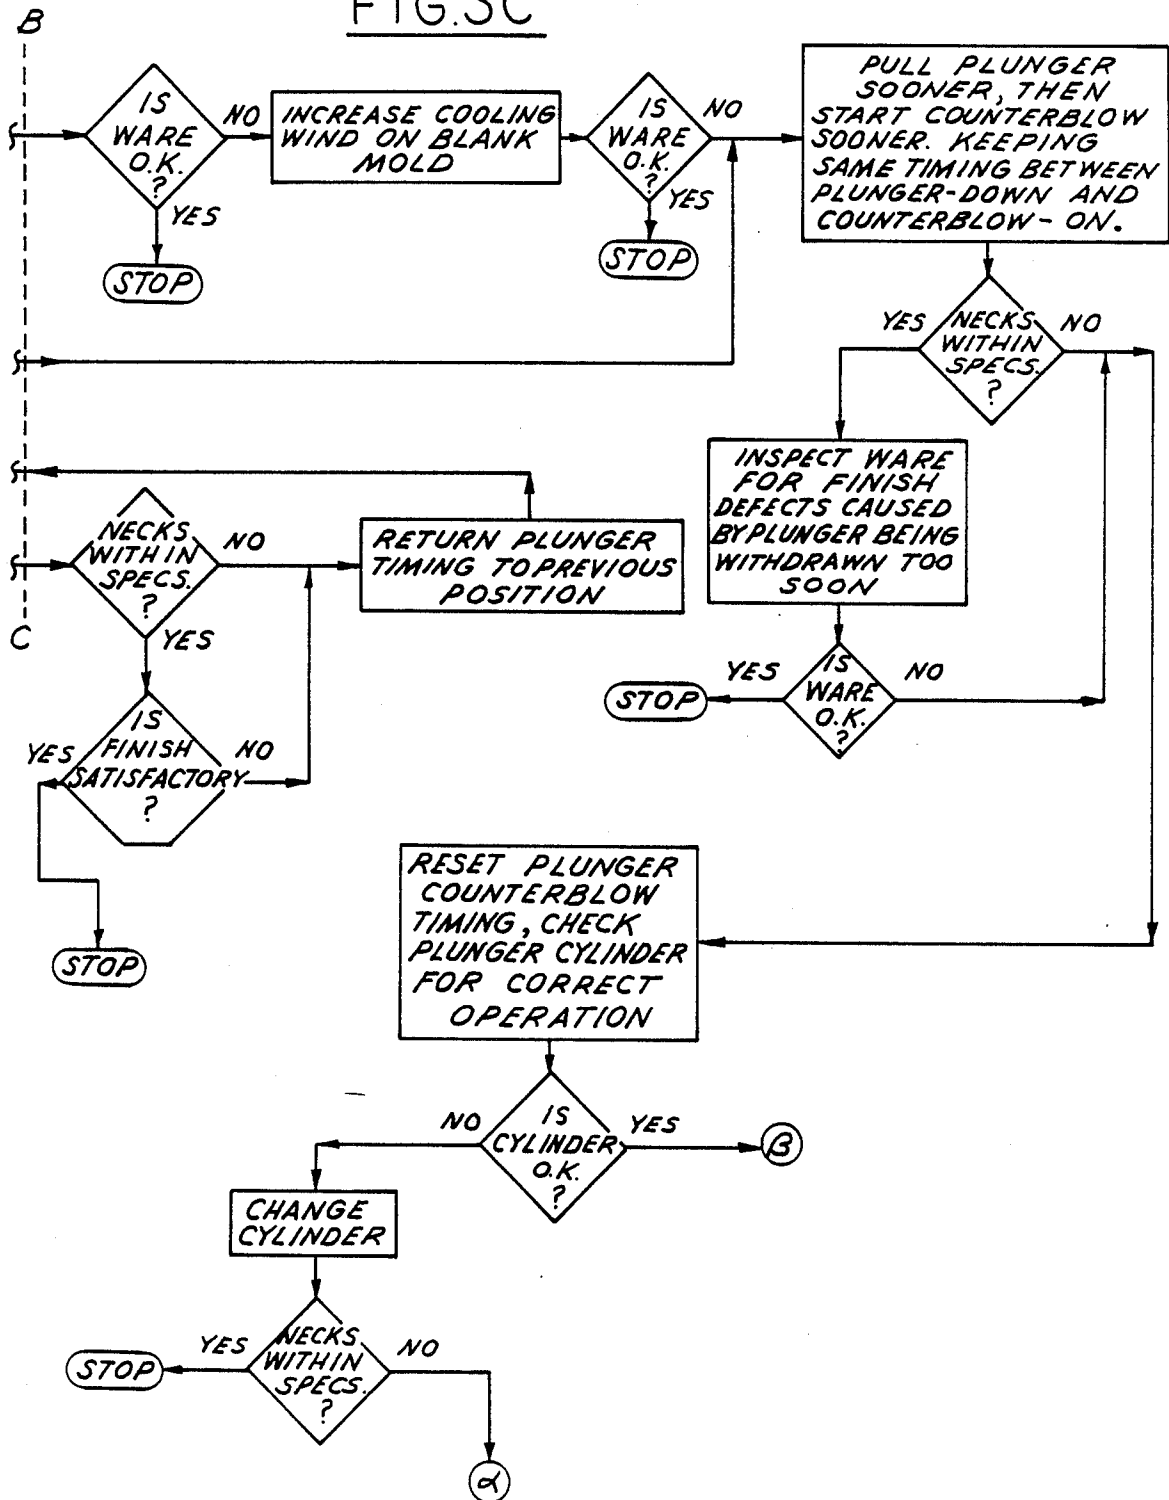 FIG.3C
B
IS
WARE
O.K.
?
NO
YES
STOP
INCREASE COOLING
WIND ON BLANK
MOLD
IS
WARE
O.K.
?
NO
YES
STOP
PULL PLUNGER
SOONER, THEN
START COUNTERBLOW
SOONER. KEEPING
SAME TIMING BETWEEN
PLUNGER-DOWN AND
COUNTERBLOW-ON.
YES
NECKS
WITHIN
SPECS.
?
NO
INSPECT WARE
FOR FINISH
DEFECTS CAUSED
BY PLUNGER BEING
WITHDRAWN TOO
SOON
YES
IS
WARE
O.K.
?
NO
STOP
NECKS
WITHIN
SPECS.
?
NO
YES
RETURN PLUNGER
TIMING TO PREVIOUS
POSITION
C
YES
IS
FINISH
SATISFACTORY
?
NO
STOP
RESET PLUNGER
COUNTERBLOW
TIMING, CHECK
PLUNGER CYLINDER
FOR CORRECT
OPERATION
NO
IS
CYLINDER
O.K.
?
YES
β
CHANGE
CYLINDER
YES
NECKS
WITHIN
SPECS.
?
NO
STOP
α